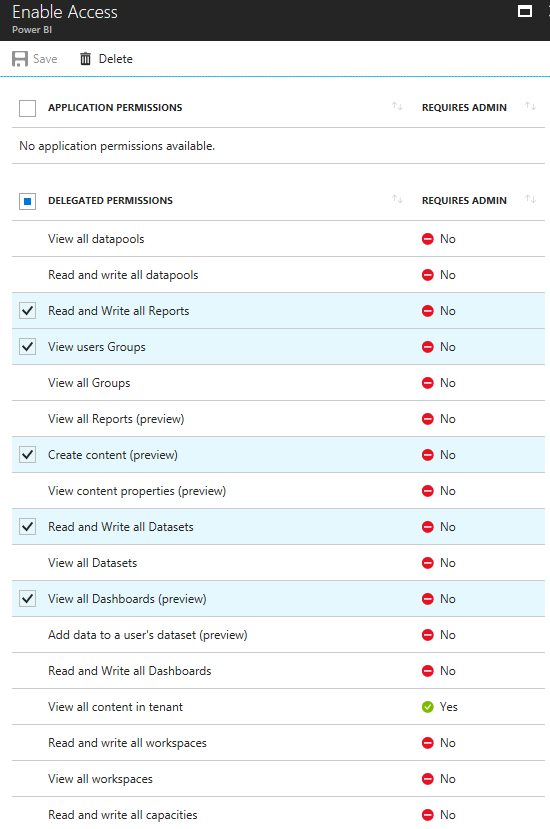 Enable Access
Power BI
Save Delete
APPLICATION PERMISSIONS REQUIRES ADMIN
No application permissions available.
DELEGATED PERMISSIONS REQUIRES ADMIN
View all datapools No
Read and write all datapools No
Read and Write all Reports No
View users Groups No
View all Groups No
View all Reports (preview) No
Create content (preview) No
View content properties (preview) No
Read and Write all Datasets No
View all Datasets No
View all Dashboards (preview) No
Add data to a user's dataset (preview) No
Read and Write all Dashboards No
View all content in tenant Yes
Read and write all workspaces No
View all workspaces No
Read and write all capacities No